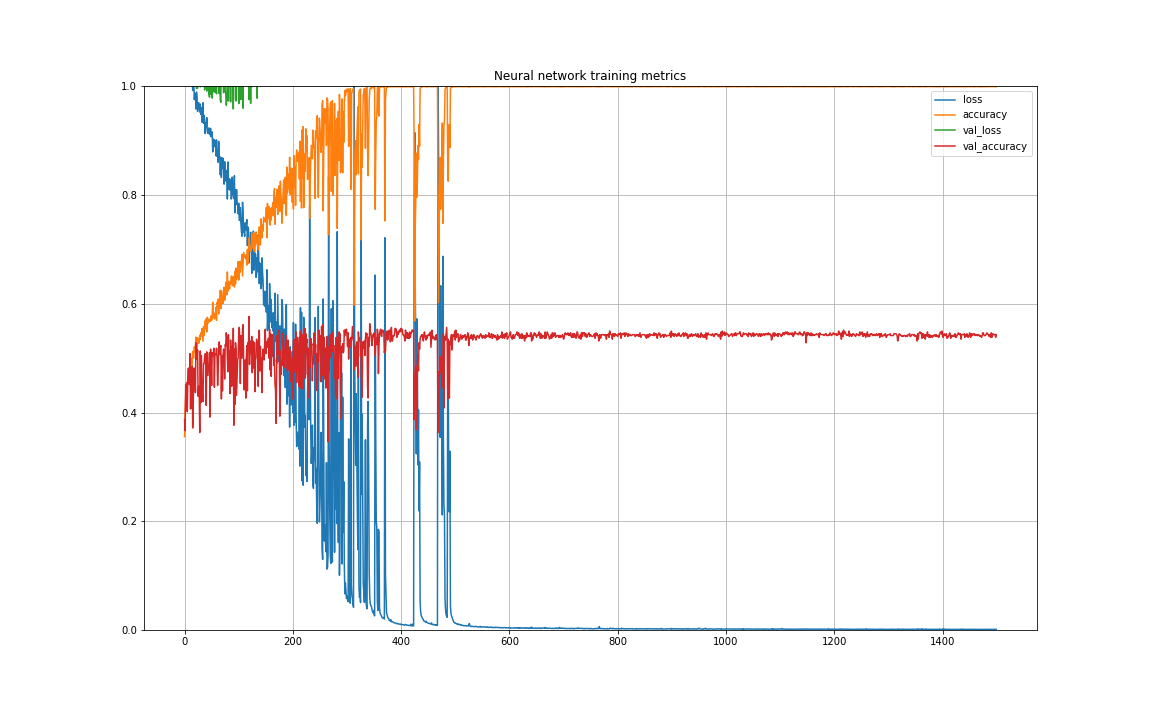 Neural network training metrics
1.0
0.8
0.6
0.4
0.2
0.0
loss
accuracy
val_loss
val_accuracy
0 200 400 600 800 1000 1200 1400